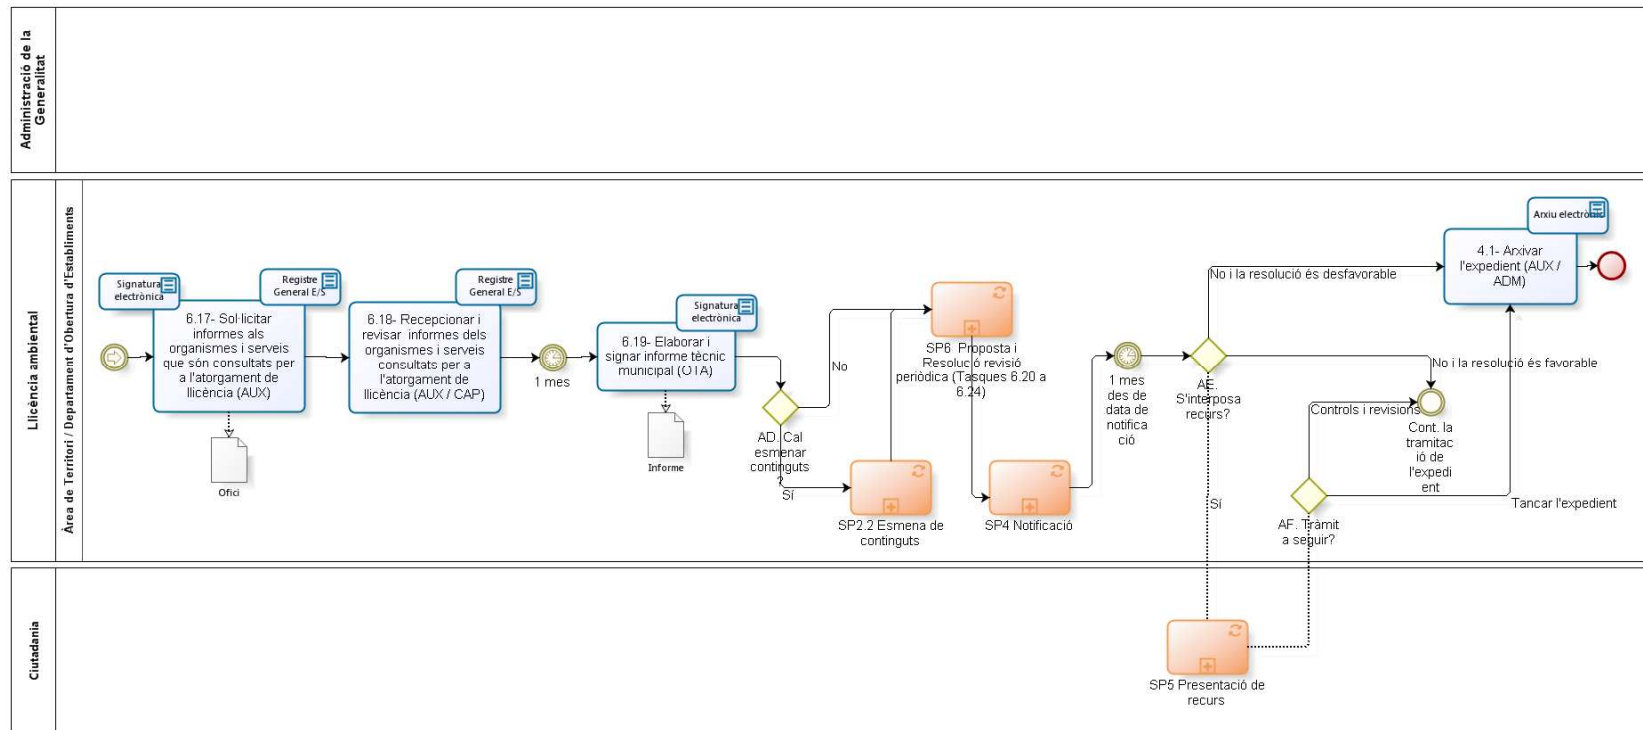 Administració de la
Generalitat
Llicència ambiental
Àrea de Territori / Departament d'Obertura d'Establiments
Signatura
electrònica
Registre
General E/S
6.17- Sol·licitar
informes als
organismes i serveis
que són consultats per
a l'atorgament de
llicència (AUX)
Ofici
Registre
General E/S
6.18- Recepcionar i
revisar informes dels
organismes i serveis
consultats per a
l'atorgament de
llicència (AUX / CAP)
1 mes
Signatura
electrònica
6.19- Elaborar i
signar informe tècnic
municipal (OTA)
Informe
AD. Cal
esmenar
continguts
?
No
Sí
SP2.2 Esmena de
continguts
SP6 Proposta i
Resolució revisió
periòdica (Tasques 6.20 a
6.24)
SP4 Notificació
1 mes
des de
data de
notifica
ció
AE.
S'interposa
recurs?
No i la resolució és desfavorable
No i la resolució és favorable
Sí
Controls i revisions
Cont. la
tramitac
ió de
l'expedi
ent
AF. Tràmit
a seguir?
Tancar l'expedient
Arxiu electrònic
4.1- Arxivar
l'expedient (AUX /
ADM)
Ciutadania
SP5 Presentació de
recurs